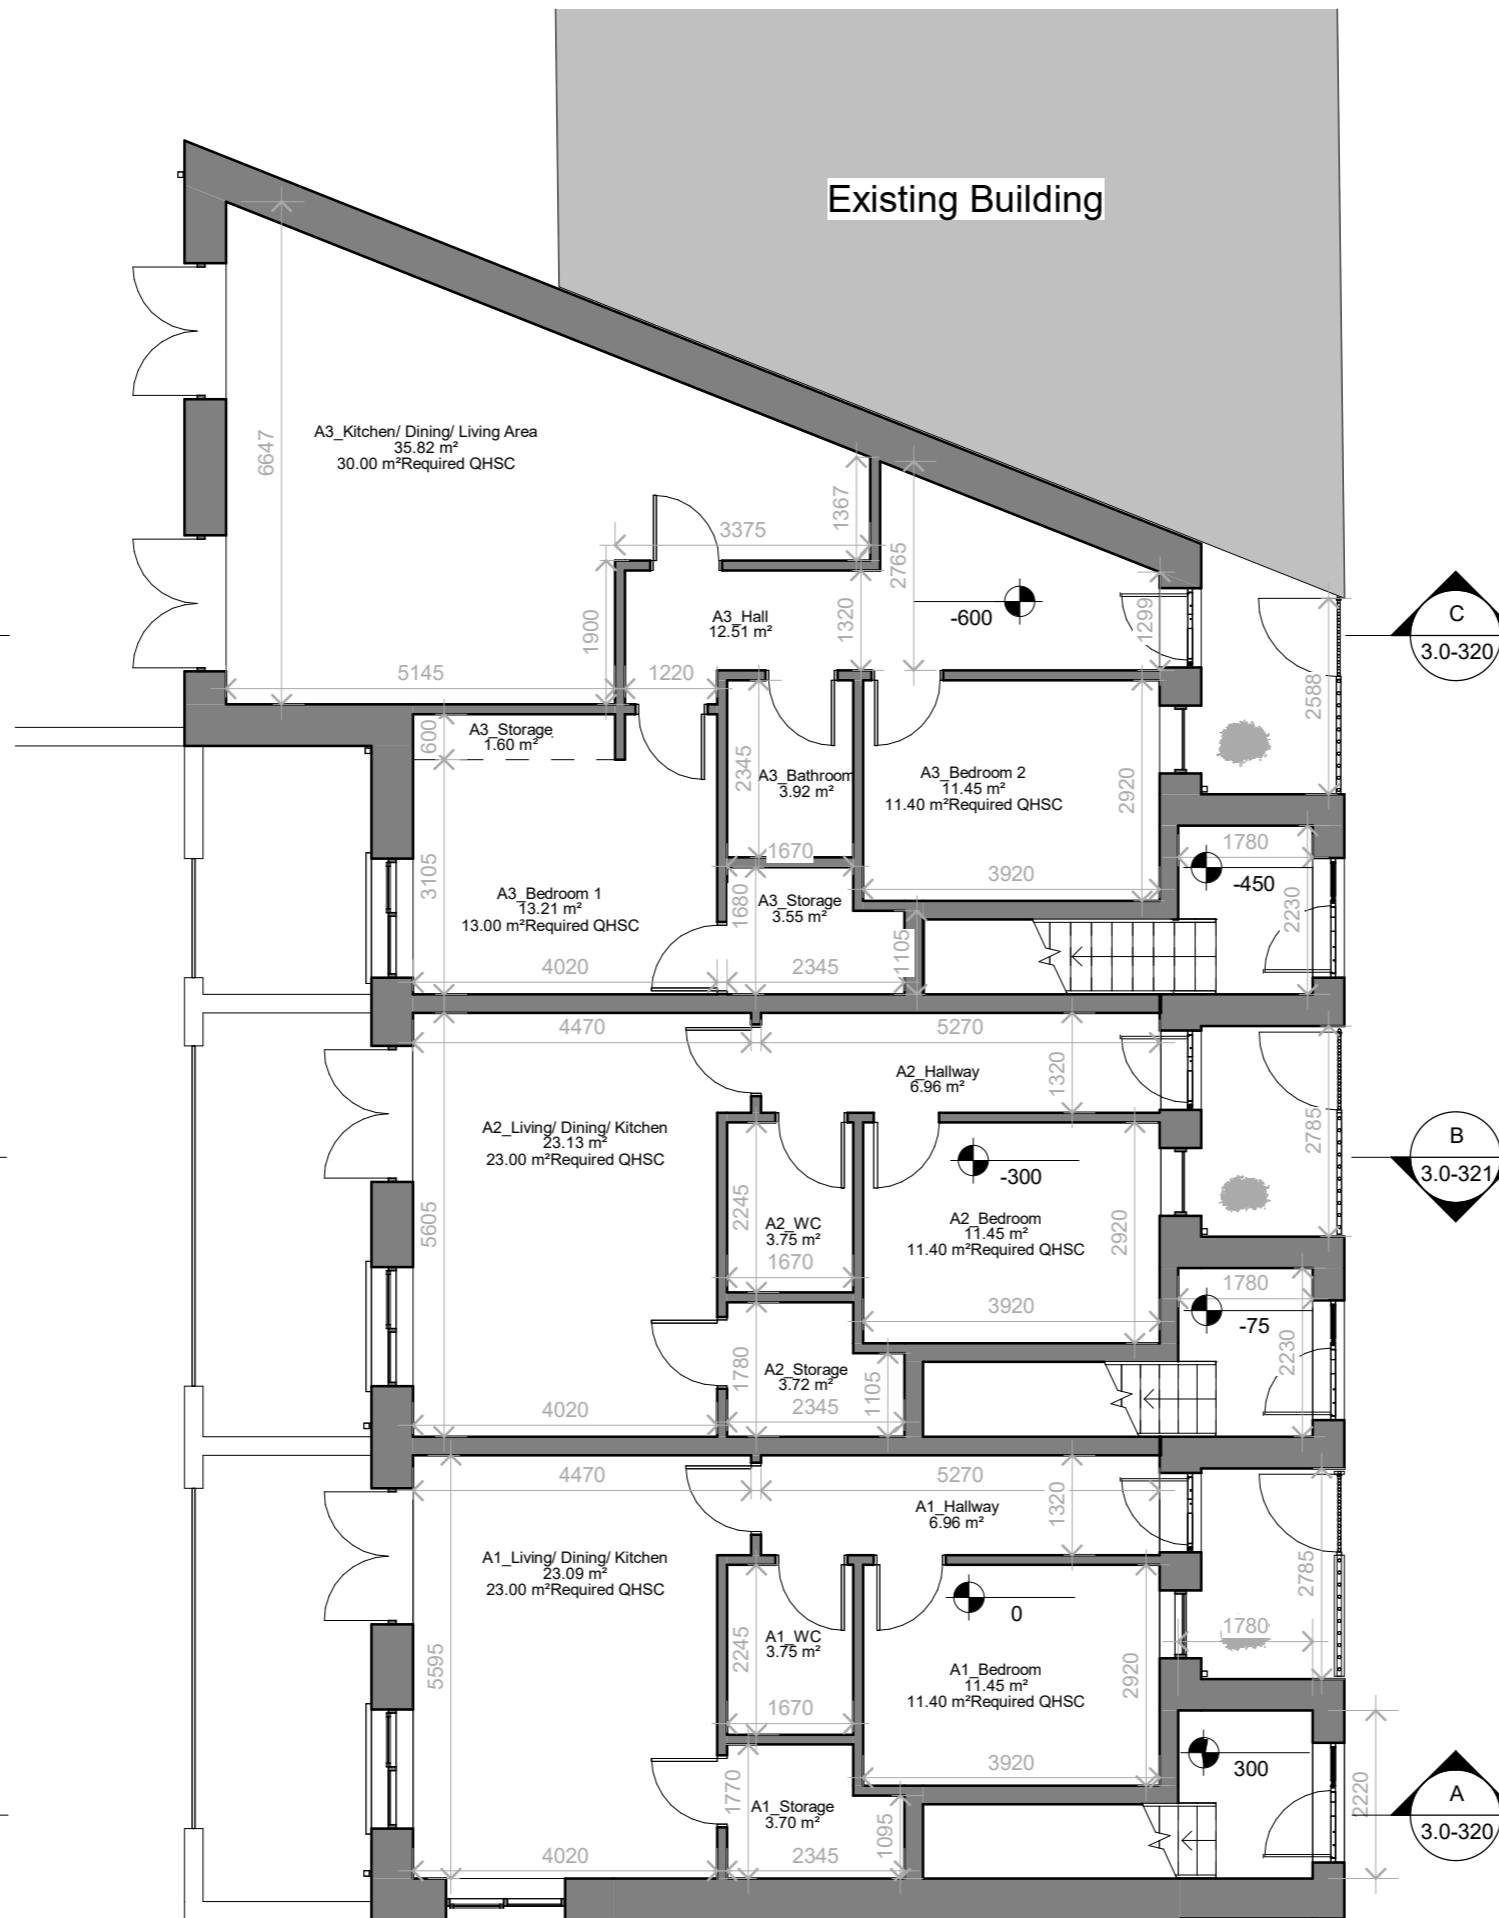 Existing Building
6647
A3_Kitchen/ Dining/ Living Area
35.82 m²
30.00 m²Required QHSC
1367
3375
2765
1900
A3_Hall
12.51 m²
1320
-600
1299
C
3.0-320
5145
1220
2588
600
A3_Storage
1.60 m²
2345
A3_Bathroom
3.92 m²
A3_Bedroom 2
11.45 m²
11.40 m²Required QHSC
2920
1670
3920
1780
-450
2230
3105
A3_Bedroom 1
13.21 m²
13.00 m²Required QHSC
1680
A3_Storage
3.55 m²
1105
4020
2345
4470
5270
A2_Hallway
6.96 m²
1320
2785
A2_Living/ Dining/ Kitchen
23.13 m²
23.00 m²Required QHSC
B
3.0-321
-300
5605
2245
A2_WC
3.75 m²
A2_Bedroom
11.45 m²
11.40 m²Required QHSC
2920
1670
3920
1780
-75
2230
1780
A2_Storage
3.72 m²
1105
4020
2345
4470
5270
A1_Hallway
6.96 m²
1320
2785
A1_Living/ Dining/ Kitchen
23.09 m²
23.00 m²Required QHSC
0
5595
2245
A1_WC
3.75 m²
1780
A1_Bedroom
11.45 m²
11.40 m²Required QHSC
2920
1670
3920
300
2220
A
3.0-320
1770
A1_Storage
3.70 m²
1095
4020
2345